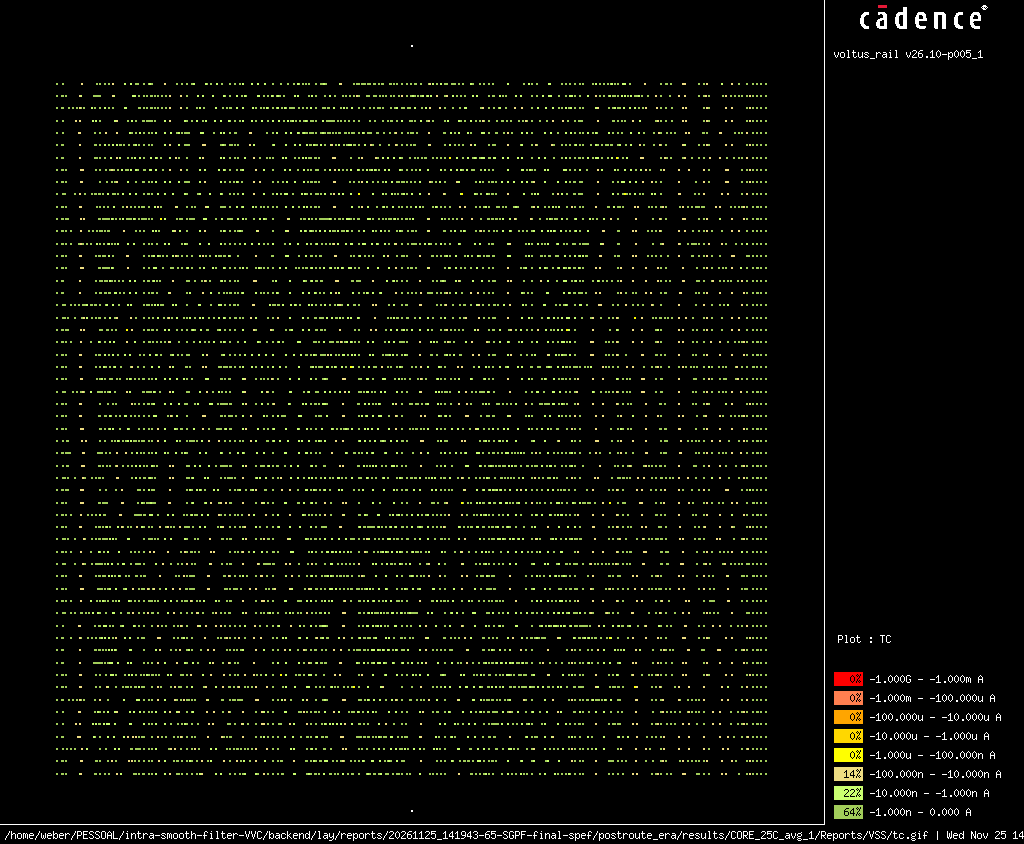 cadence®
voltus_rail v26.10-p005_1
Plot : TC
0% -1.000G - -1.000m A
0% -1.000m - -100.000u A
0% -100.000u - -10.000u A
0% -10.000u - -1.000u A
0% -1.000u - -100.000n A
14% -100.000n - -10.000n A
22% -10.000n - -1.000n A
64% -1.000n - 0.000 A
/home/weber/PESSOAL/intra-smooth-filter-VVC/backend/lay/reports/20261125_141943-65-SGPF-final-spef/postroute_era/results/CORE_25C_avg_1/Reports/VSS/tc.gif | Wed Nov 25 14